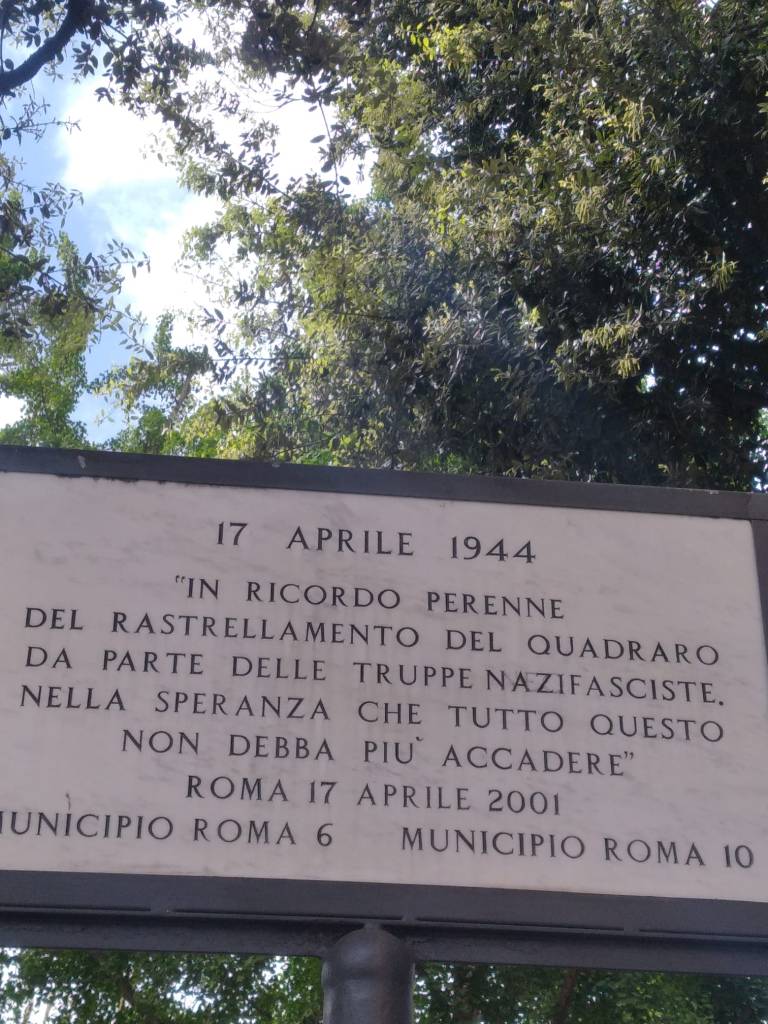 17 APRILE 1944
"IN RICORDO PERENNE
DEL RASTRELLAMENTO DEL QUADRARO
DA PARTE DELLE TRUPPE NAZIFASCISTE.
NELLA SPERANZA CHE TUTTO QUESTO
NON DEBBA PIU' ACCADERE"
ROMA 17 APRILE 2001
MUNICIPIO ROMA 6 MUNICIPIO ROMA 10